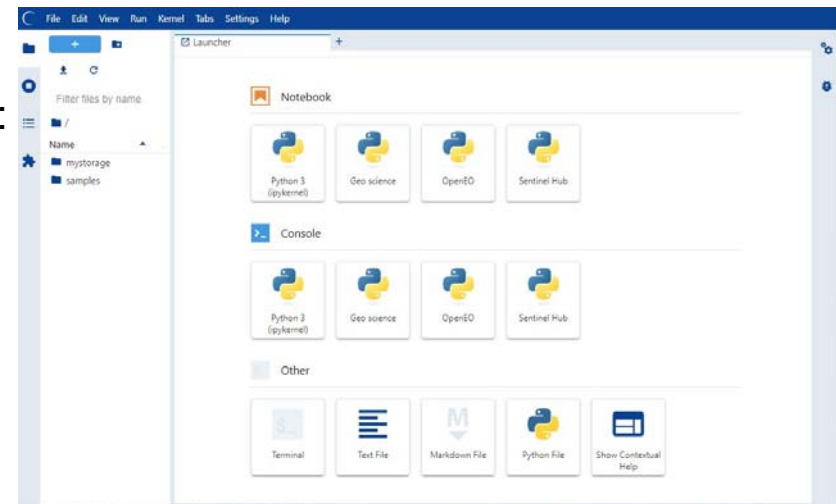 File Edit View Run Kernel Tabs Settings Help
Launcher
+
+
Filter files by name
/
Name
mystorage
samples
Notebook
Python 3
(ipykernel)
Geo science
OpenEO
Sentinel Hub
Console
Python 3
(ipykernel)
Geo science
OpenEO
Sentinel Hub
Other
Terminal
Text File
Markdown File
Python File
Show Contextual
Help